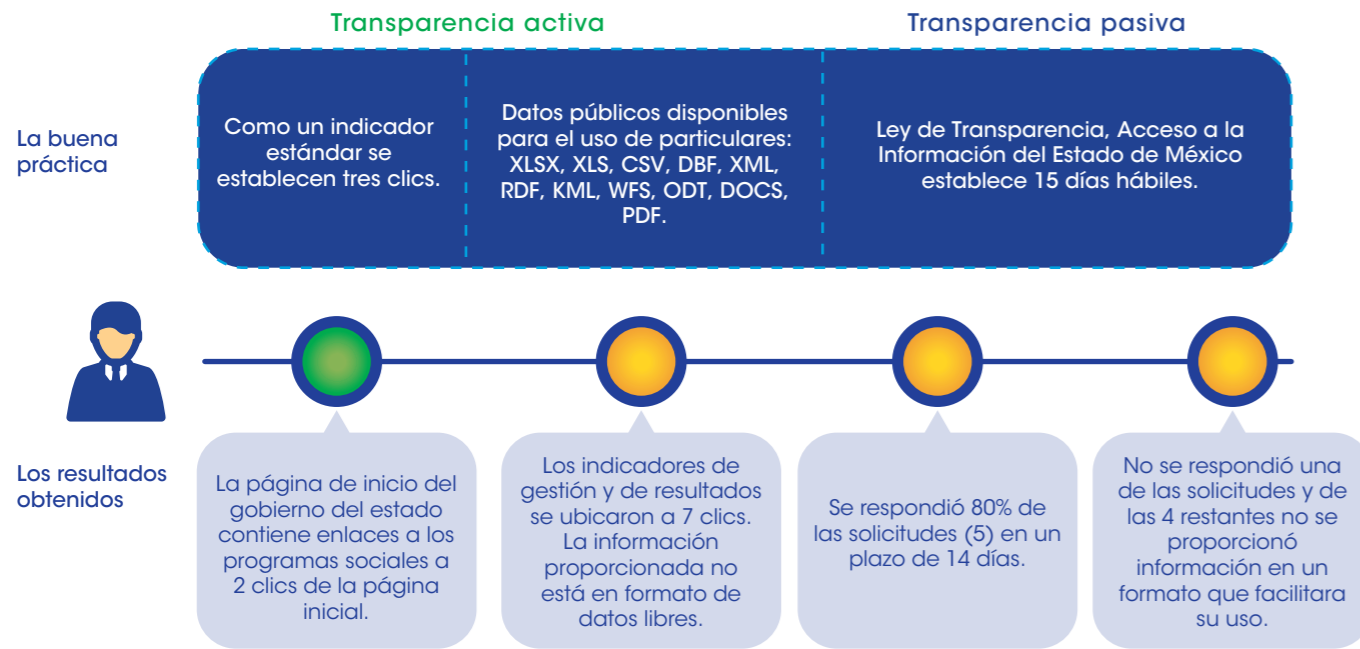 Transparencia activa
Transparencia pasiva
La buena
práctica
Como un indicador
estándar se
establecen tres clics.
Datos públicos disponibles
para el uso de particulares:
XLSX, XLS, CSV, DBF, XML,
RDF, KML, WFS, ODT, DOCS,
PDF.
Ley de Transparencia, Acceso a la
Información del Estado de México
establece 15 días hábiles.
Los resultados
obtenidos
La página de inicio del
gobierno del estado
contiene enlaces a los
programas sociales a
2 clics de la página
inicial.
Los indicadores de
gestión y de resultados
se ubicaron a 7 clics.
La información
proporcionada no
está en formato de
datos libres.
Se respondió 80% de
las solicitudes (5) en un
plazo de 14 días.
No se respondió una
de las solicitudes y de
las 4 restantes no se
proporcionó
información en un
formato que facilitara
su uso.